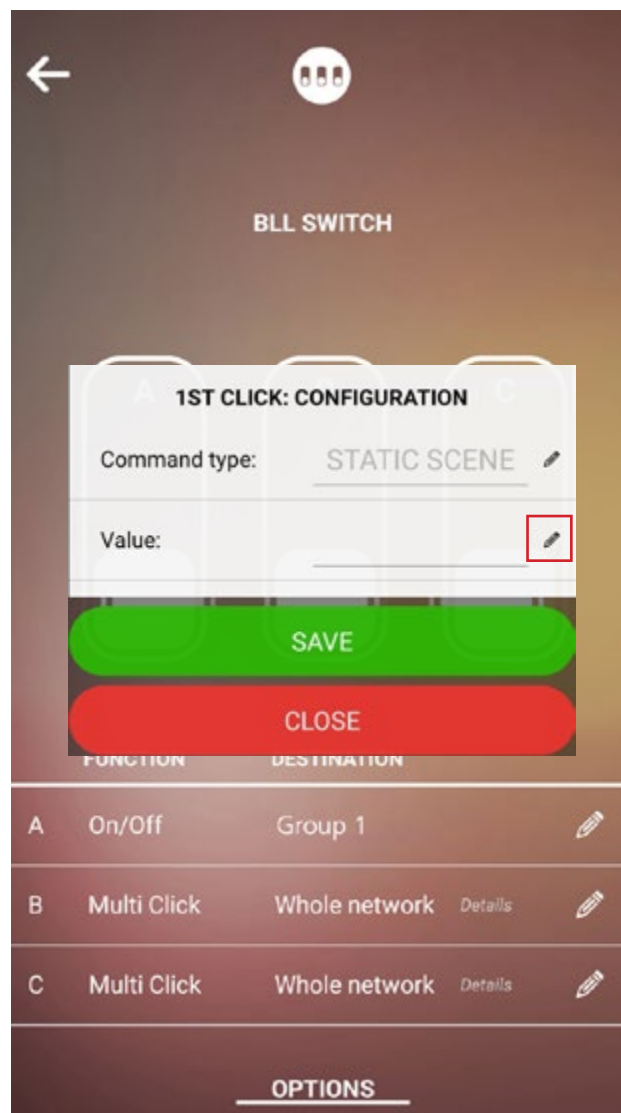 BLL SWITCH
A C
1ST CLICK: CONFIGURATION
Command type: STATIC SCENE
Value:
SAVE
CLOSE
FUNCTION DESTINATION
A On/Off Group 1
B Multi Click Whole network Details
C Multi Click Whole network Details
OPTIONS